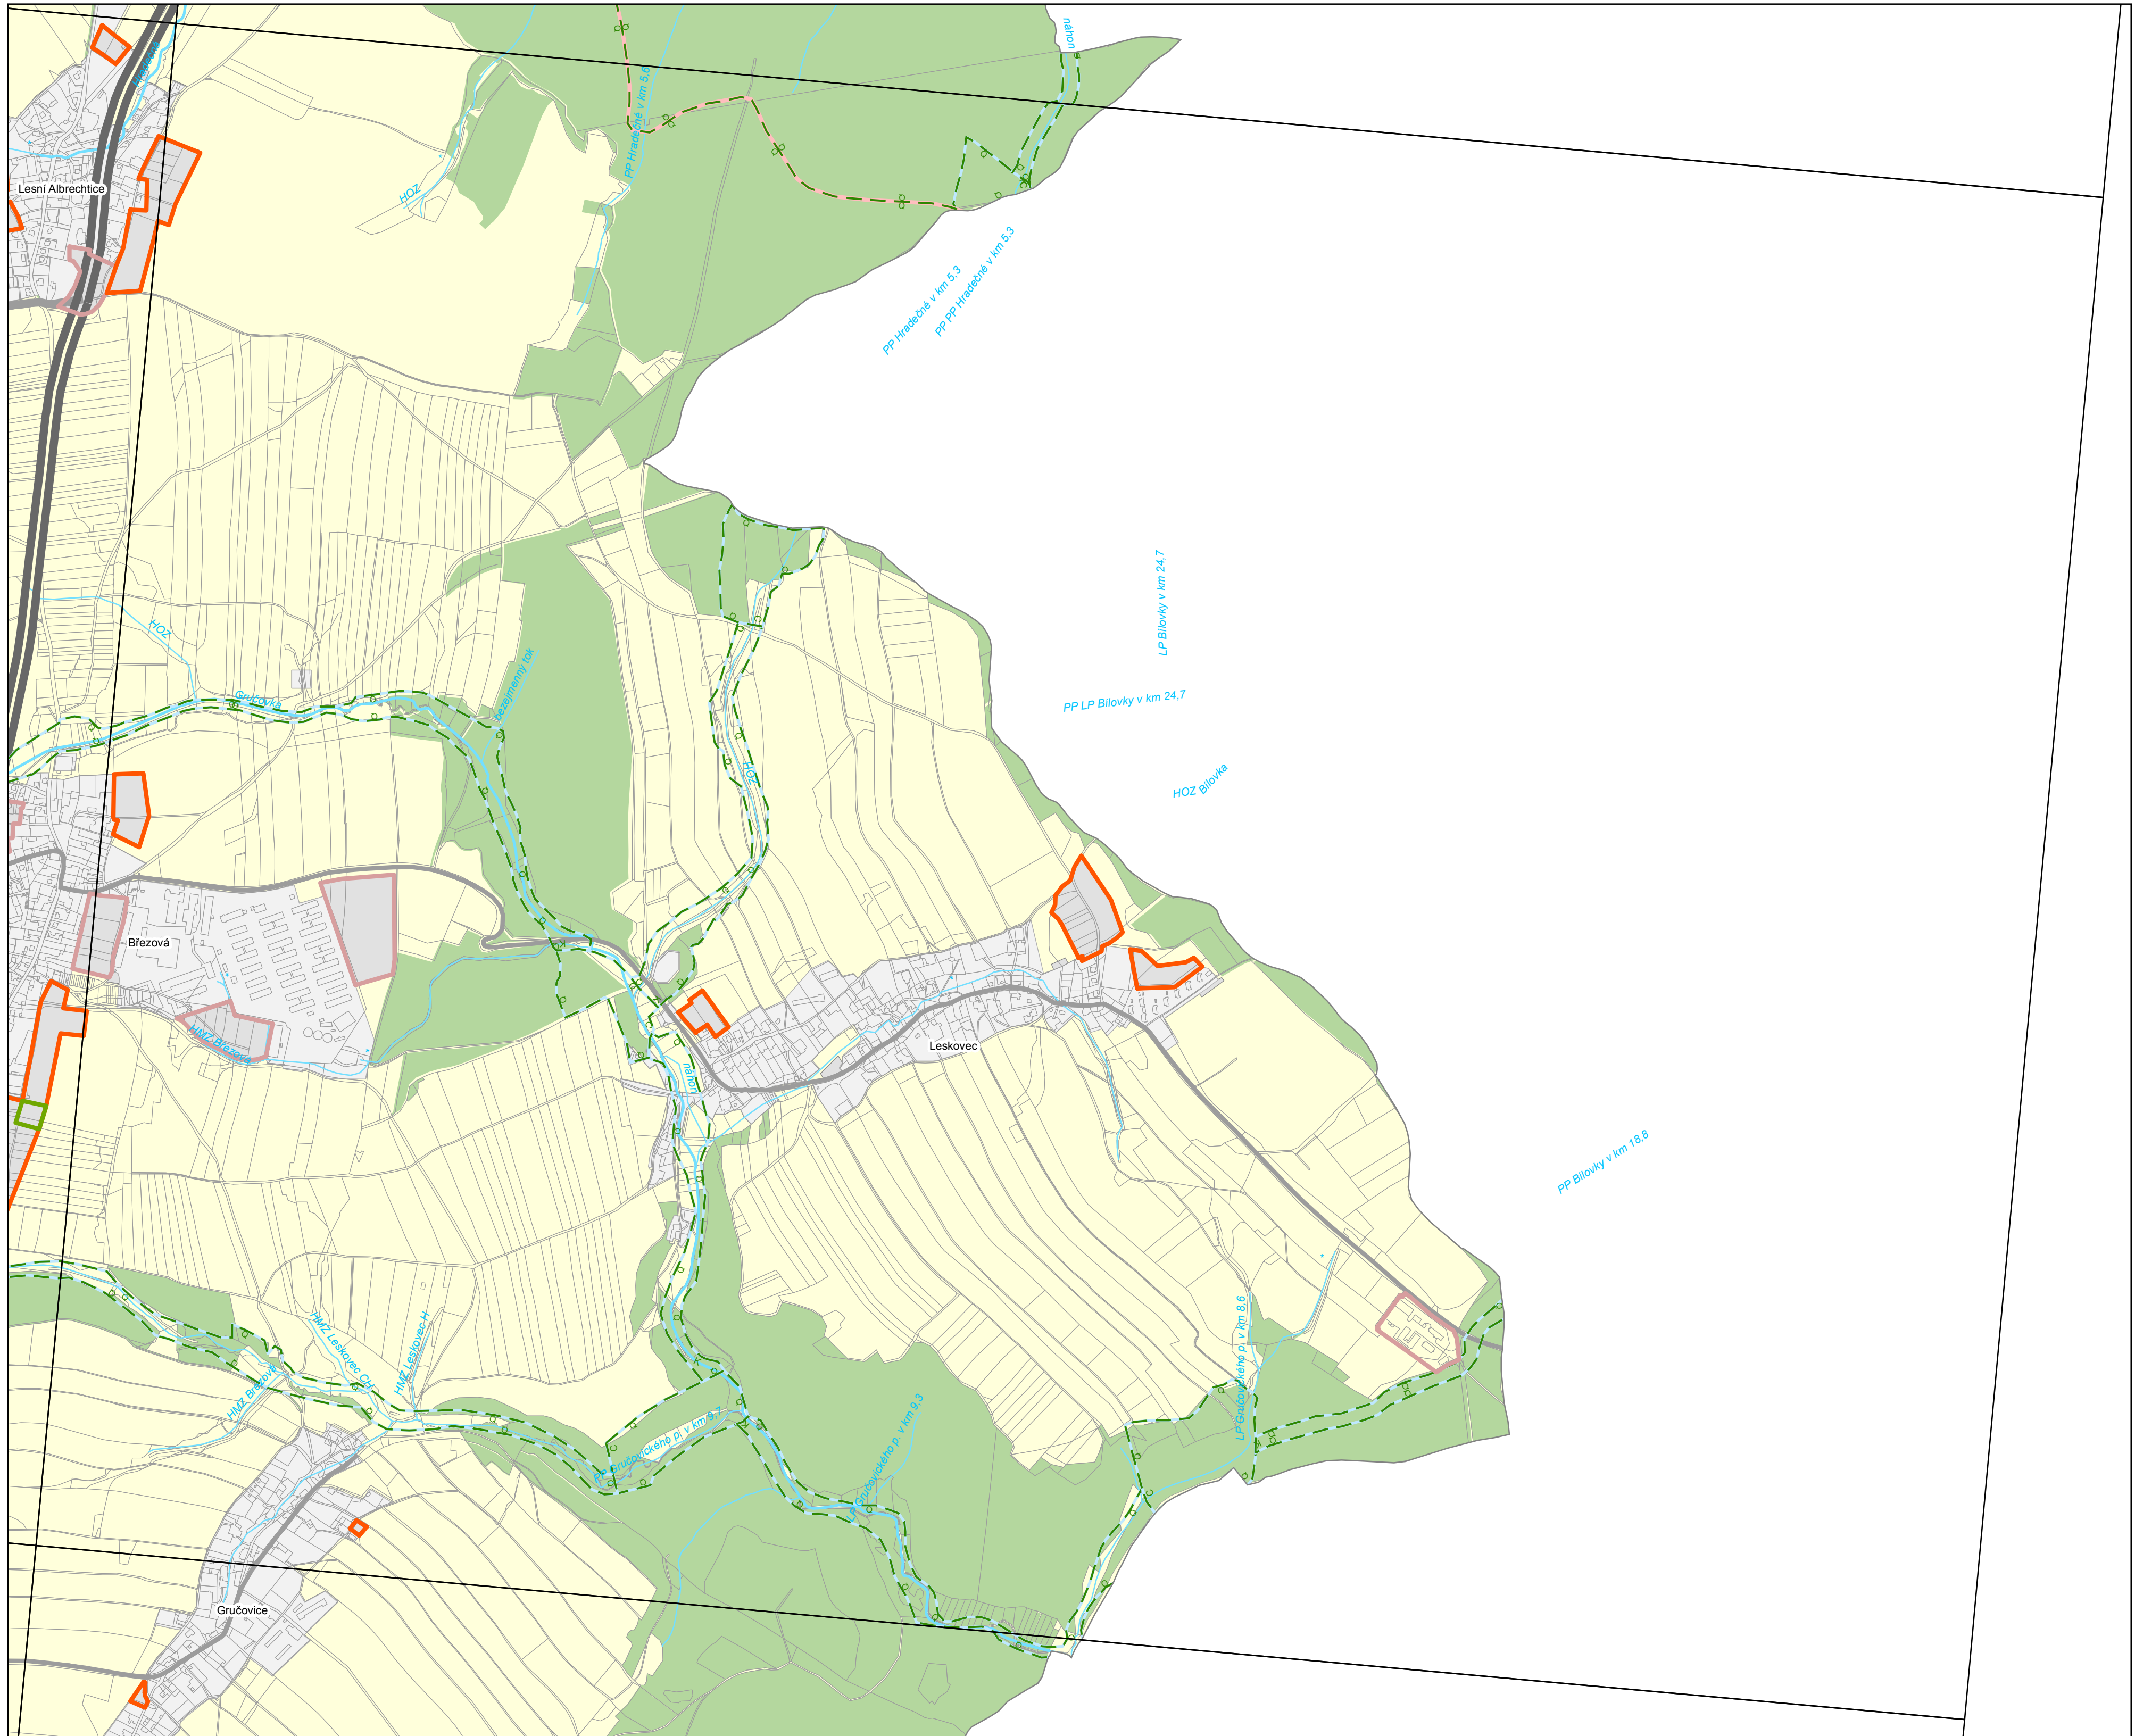 náhon
Hradečná
PP Hradečné v km 5,6
Lesní Albrechtice
HOZ
PP Hradečné v km 5,3
PP PP Hradečné v km 5,3
LP Bílovky v km 24,7
HOZ
bezejmenný tok
Gručovka
PP LP Bílovky v km 24,7
HOZ
HOZ
Bílovka
Březová
HMZ Březová
Leskovec
náhon
PP Bílovky v km 18,8
HMZ Leskovec CH
HMZ Leskovec H
LP Gručovického p. v km 8,6
HMZ Březová
PP Gručovického p. v km 9,7
LP Gručovického p. v km 9,3
Gručovice